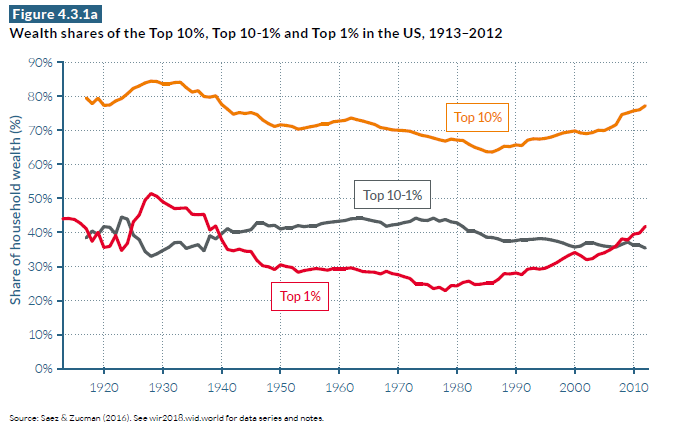 Figure 4.3.1a
Wealth shares of the Top 10%, Top 10-1% and Top 1% in the US, 1913–2012
Share of household wealth (%)
90%
80%
70%
60%
50%
40%
30%
20%
10%
0%
Top 10%
Top 10-1%
Top 1%
1920 1930 1940 1950 1960 1970 1980 1990 2000 2010
Source: Saez & Zucman (2016). See wir2018.wid.world for data series and notes.